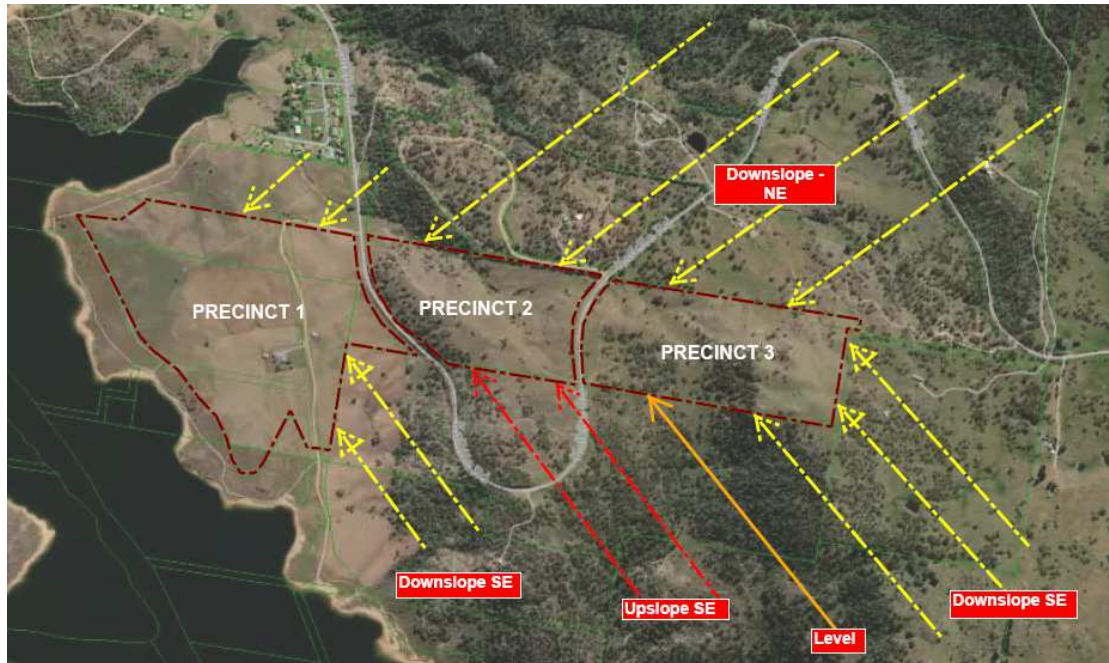 Downslope -
NE
PRECINCT 1
PRECINCT 2
PRECINCT 3
Downslope SE
Upslope SE
Level
Downslope SE